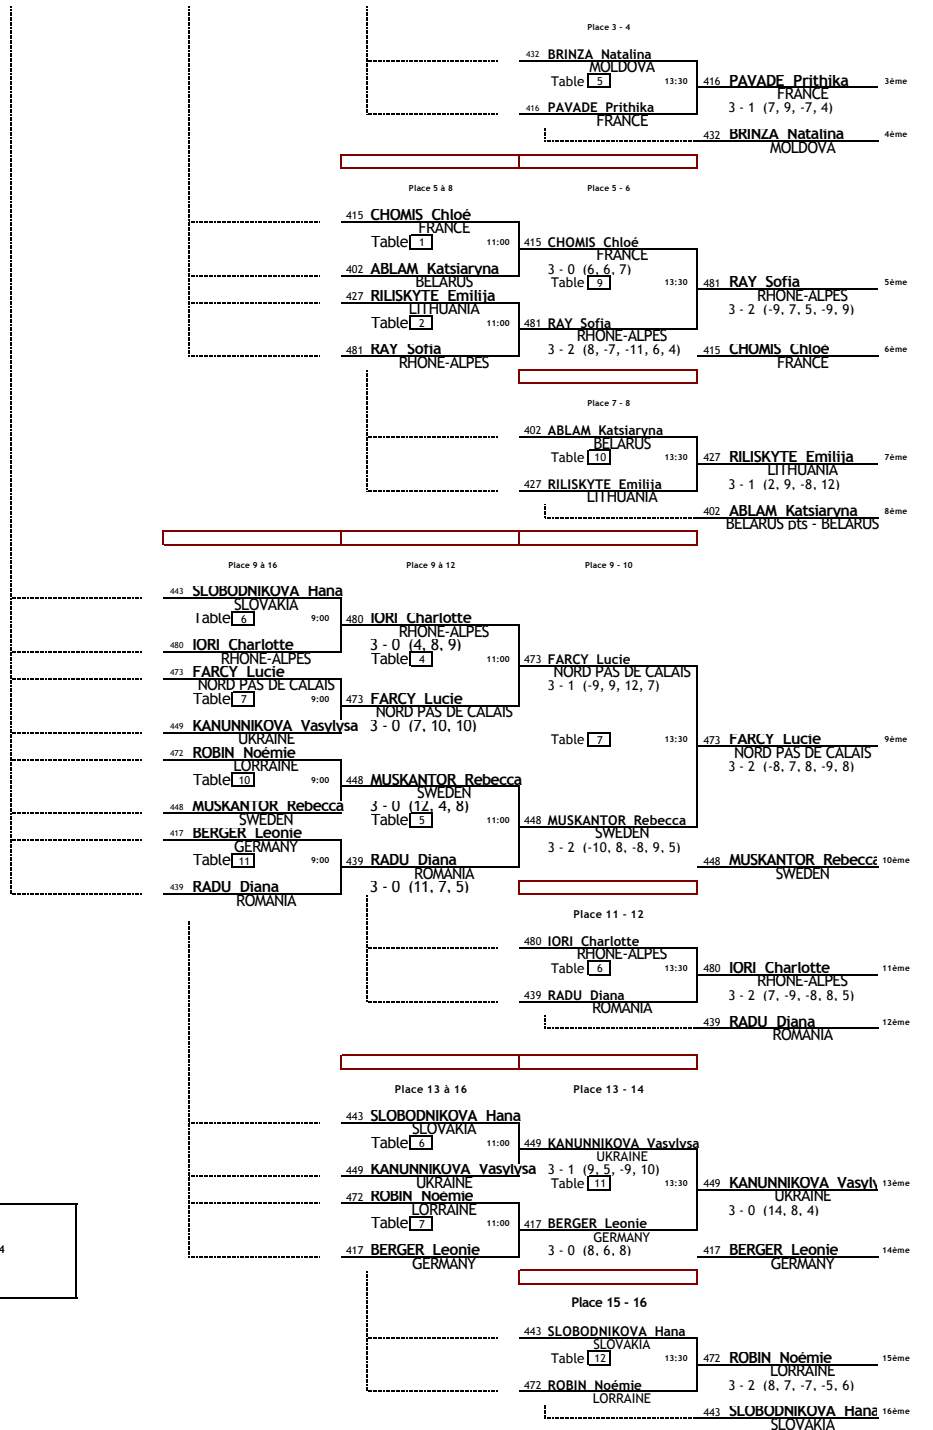 Place 3 - 4
432 BRINZA Natalina
MOLDOVA
Table 5 13:30
416 PAVADE Prithika 3ème
FRANCE
3 - 1 (7, 9, -7, 4)
416 PAVADE Prithika
FRANCE
432 BRINZA Natalina 4ème
MOLDOVA
Place 5 à 8
Place 5 - 6
415 CHOMIS Chloé
FRANCE
Table 1 11:00
415 CHOMIS Chloé
FRANCE
3 - 0 (6, 6, 7)
402 ABLAM Katsiaryna
BELARUS
Table 9 13:30
481 RAY Sofia 5ème
RHONE-ALPES
3 - 2 (-9, 7, 5, -9, 9)
427 RILISKYTE Emilija
LITHUANIA
Table 2 11:00
481 RAY Sofia
RHONE-ALPES
3 - 2 (8, -7, -11, 6, 4)
481 RAY Sofia
RHONE-ALPES
415 CHOMIS Chloé 6ème
FRANCE
Place 7 - 8
402 ABLAM Katsiaryna
BELARUS
Table 10 13:30
427 RILISKYTE Emilija 7ème
LITHUANIA
3 - 1 (2, 9, -8, 12)
427 RILISKYTE Emilija
LITHUANIA
402 ABLAM Katsiaryna 8ème
BELARUS pts - BELARUS
Place 9 à 16
Place 9 à 12
Place 9 - 10
443 SLOBODNIKOVA Hana
SLOVAKIA
Table 6 9:00
480 IORI Charlotte
RHONE-ALPES
3 - 0 (4, 8, 9)
480 IORI Charlotte
RHONE-ALPES
Table 4 11:00
473 FARCY Lucie
NORD PAS DE CALAIS
3 - 1 (-9, 9, 12, 7)
473 FARCY Lucie
NORD PAS DE CALAIS
Table 7 9:00
473 FARCY Lucie
NORD PAS DE CALAIS
3 - 0 (7, 10, 10)
449 KANUNNIKOVA Vasylysa
UKRAINE
Table 7 13:30
473 FARCY Lucie 9ème
NORD PAS DE CALAIS
3 - 2 (-8, 7, 8, -9, 8)
472 ROBIN Noémie
LORRAINE
Table 10 9:00
448 MUSKANTOR Rebecca
SWEDEN
3 - 0 (12, 4, 8)
448 MUSKANTOR Rebecca
SWEDEN
Table 5 11:00
448 MUSKANTOR Rebecca
SWEDEN
3 - 2 (-10, 8, -8, 9, 5)
417 BERGER Leonie
GERMANY
Table 11 9:00
439 RADU Diana
ROMANIA
3 - 0 (11, 7, 5)
448 MUSKANTOR Rebecca 10ème
SWEDEN
439 RADU Diana
ROMANIA
Place 11 - 12
480 IORI Charlotte
RHONE-ALPES
Table 6 13:30
480 IORI Charlotte 11ème
RHONE-ALPES
3 - 2 (7, -9, -8, 8, 5)
439 RADU Diana
ROMANIA
439 RADU Diana 12ème
ROMANIA
Place 13 à 16
Place 13 - 14
443 SLOBODNIKOVA Hana
SLOVAKIA
Table 6 11:00
449 KANUNNIKOVA Vasylysa
UKRAINE
3 - 1 (9, 5, -9, 10)
449 KANUNNIKOVA Vasylysa
UKRAINE
Table 11 13:30
449 KANUNNIKOVA Vasyly 13ème
UKRAINE
3 - 0 (14, 8, 4)
472 ROBIN Noémie
LORRAINE
Table 7 11:00
417 BERGER Leonie
GERMANY
3 - 0 (8, 6, 8)
417 BERGER Leonie
GERMANY
417 BERGER Leonie 14ème
GERMANY
4
Place 15 - 16
443 SLOBODNIKOVA Hana
SLOVAKIA
Table 12 13:30
472 ROBIN Noémie 15ème
LORRAINE
3 - 2 (8, 7, -7, -5, 6)
472 ROBIN Noémie
LORRAINE
443 SLOBODNIKOVA Hana 16ème
SLOVAKIA